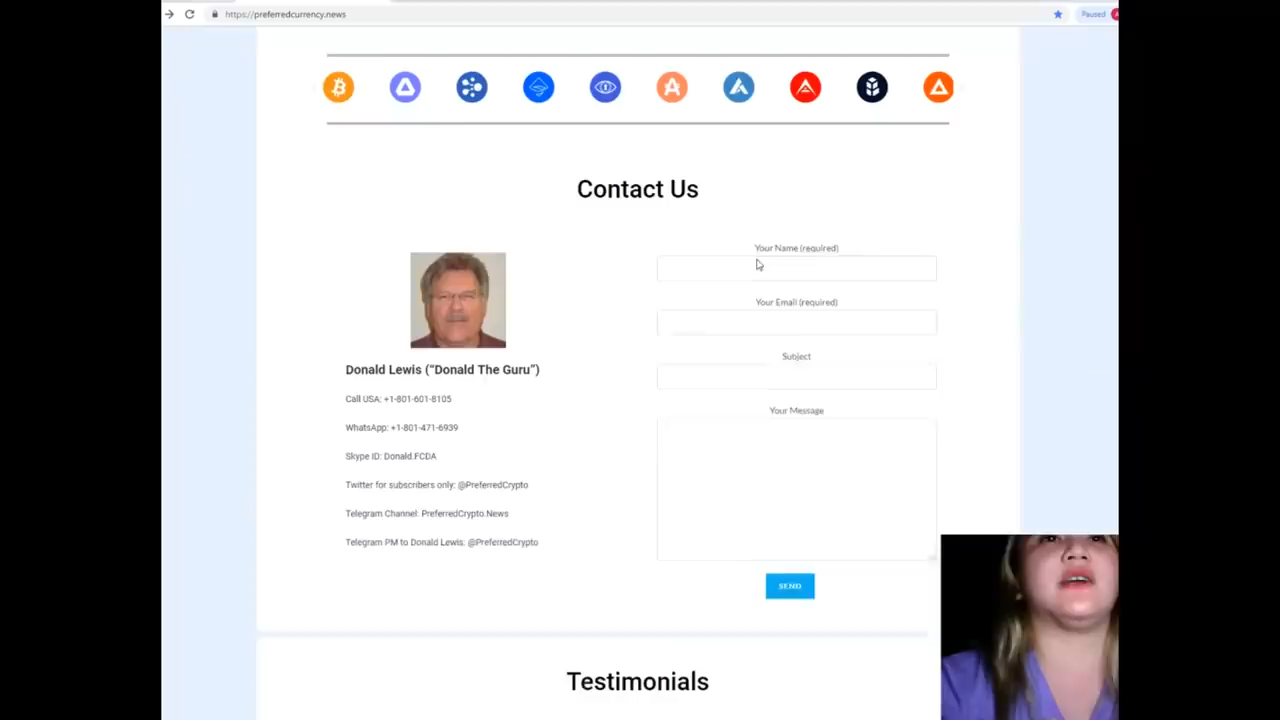 https://preferredcurrency.news
Paused
Contact Us
Donald Lewis (“Donald The Guru”)
Call USA: +1-801-601-8105
WhatsApp: +1-801-471-6939
Skype ID: Donald.FCDA
Twitter for subscribers only: @PreferredCrypto
Telegram Channel: PreferredCrypto.News
Telegram PM to Donald Lewis: @PreferredCrypto
Your Name (required)
Your Email (required)
Subject
Your Message
SEND
Testimonials